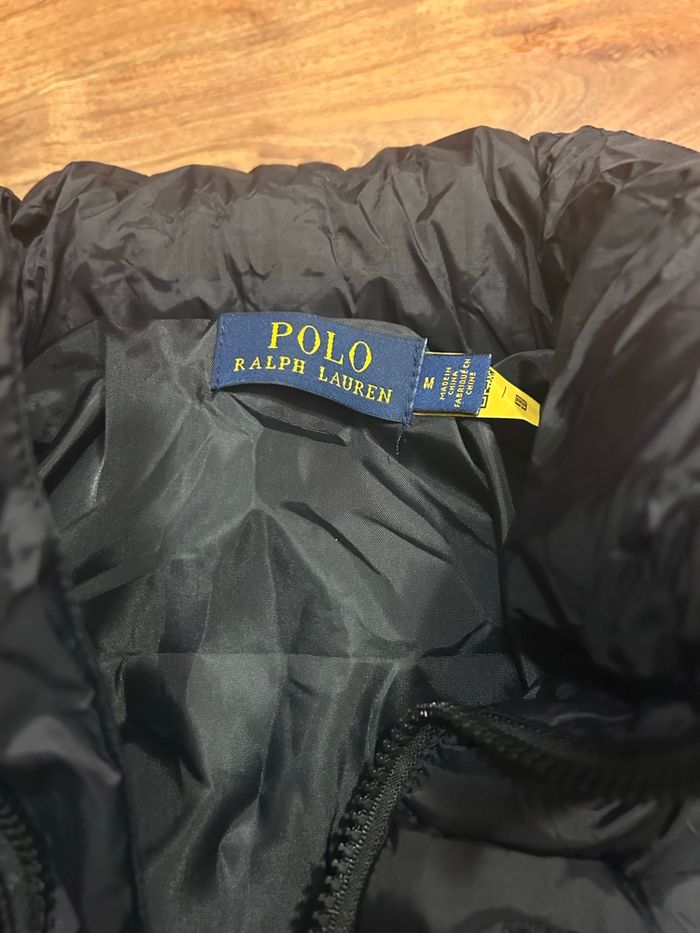 POLO
RALPH LAUREN
M
MADE IN
CHINA
FABRIQUÉ EN
CHINE